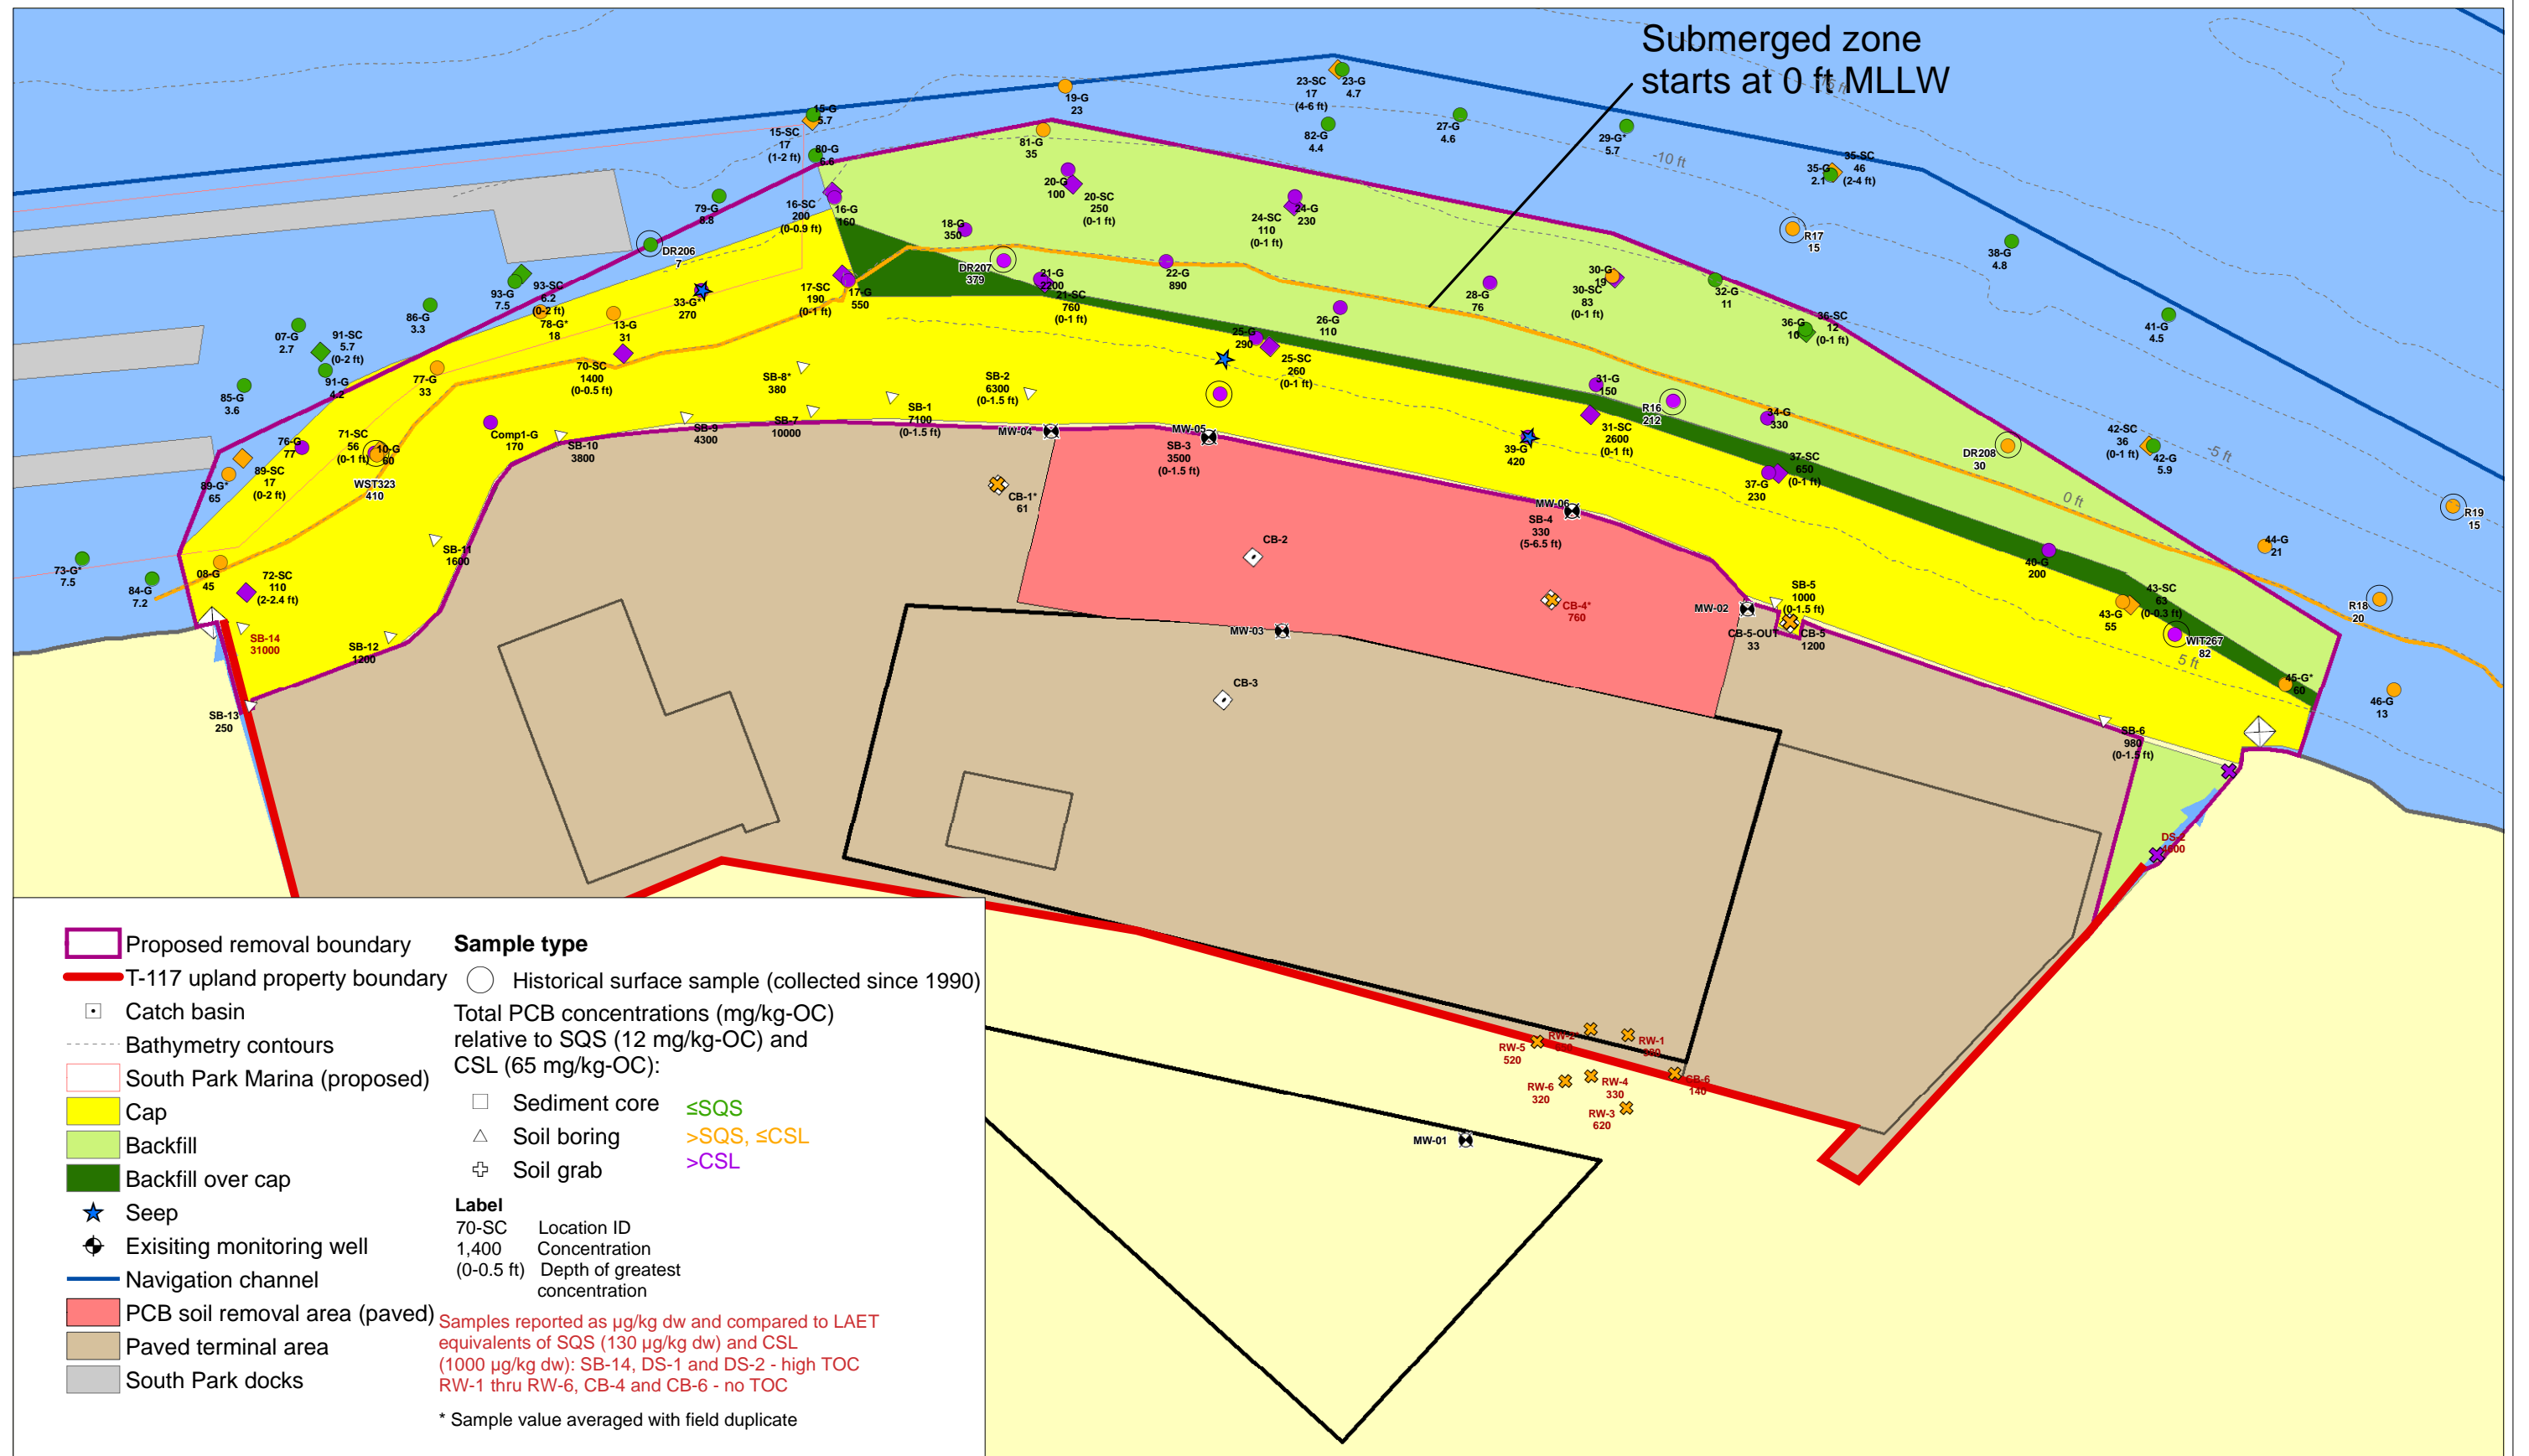 Submerged zone
starts at 0 ft MLLW
15-G
5.7
15-SC
17
(1-2 ft)
80-G
6.6
19-G
23
81-G
35
23-SC
17
(4-6 ft)
23-G
4.7
82-G
4.4
27-G
4.6
29-G*
5.7
-10 ft
35-G
2.1
35-SC
46
(2-4 ft)
R17
15
38-G
4.8
41-G
4.5
79-G
8.8
16-SC
200
(0-0.9 ft)
16-G
160
20-G
100
20-SC
250
(0-1 ft)
18-G
350
24-SC
110
(0-1 ft)
24-G
230
DR206
7
DR207
379
21-G
2200
21-SC
760
(0-1 ft)
22-G
890
28-G
76
30-G
19
30-SC
83
(0-1 ft)
32-G
11
36-G
10
36-SC
12
(0-1 ft)
93-G
7.5
93-SC
6.2
(0-2 ft)
78-G*
18
33-G*
270
17-SC
190
(0-1 ft)
17-G
550
26-G
110
25-G
290
25-SC
260
(0-1 ft)
86-G
3.3
07-G
2.7
91-SC
5.7
(0-2 ft)
91-G
4.2
13-G
31
77-G
33
85-G
3.6
70-SC
1400
(0-0.5 ft)
SB-8*
380
SB-2
6300
(0-1.5 ft)
SB-1
7100
(0-1.5 ft)
SB-7
10000
SB-9
4300
SB-10
3800
Comp1-G
170
MW-04
MW-05
SB-3
3500
(0-1.5 ft)
31-G
150
R16
212
34-G
330
31-SC
2600
(0-1 ft)
39-G
420
37-SC
650
(0-1 ft)
37-G
230
DR208
30
42-SC
36
(0-1 ft)
42-G
5.9
-5 ft
0 ft
R19
15
76-G
77
71-SC
56
(0-1 ft)
10-G
60
WST323
410
89-SC
17
(0-2 ft)
89-G*
65
CB-1*
61
CB-2
MW-06
SB-4
330
(5-6.5 ft)
40-G
200
44-G
21
SB-11
1600
73-G*
7.5
84-G
7.2
08-G
45
72-SC
110
(2-2.4 ft)
CB-4*
760
MW-02
SB-5
1000
(0-1.5 ft)
CB-5-OUT
33
CB-5
1200
43-SC
63
(0-0.3 ft)
43-G
55
WIT267
82
5 ft
R18
20
SB-14
31000
SB-12
1200
MW-03
CB-3
SB-13
250
45-G*
60
46-G
13
SB-6
980
(0-1.5 ft)
DS-2
RW-5
520
RW-2*
RW-1
RW-6
320
RW-4
330
CB-6
140
RW-3
620
MW-01
Proposed removal boundary
T-117 upland property boundary
Catch basin
Bathymetry contours
South Park Marina (proposed)
Cap
Backfill
Backfill over cap
Seep
Exisiting monitoring well
Navigation channel
PCB soil removal area (paved)
Paved terminal area
South Park docks
Sample type
Historical surface sample (collected since 1990)
Total PCB concentrations (mg/kg-OC)
relative to SQS (12 mg/kg-OC) and
CSL (65 mg/kg-OC):
Sediment core
Soil boring
Soil grab
≤SQS
>SQS, ≤CSL
>CSL
Label
70-SC Location ID
1,400 Concentration
(0-0.5 ft) Depth of greatest
concentration
Samples reported as µg/kg dw and compared to LAET
equivalents of SQS (130 µg/kg dw) and CSL
(1000 µg/kg dw): SB-14, DS-1 and DS-2 - high TOC
RW-1 thru RW-6, CB-4 and CB-6 - no TOC
* Sample value averaged with field duplicate